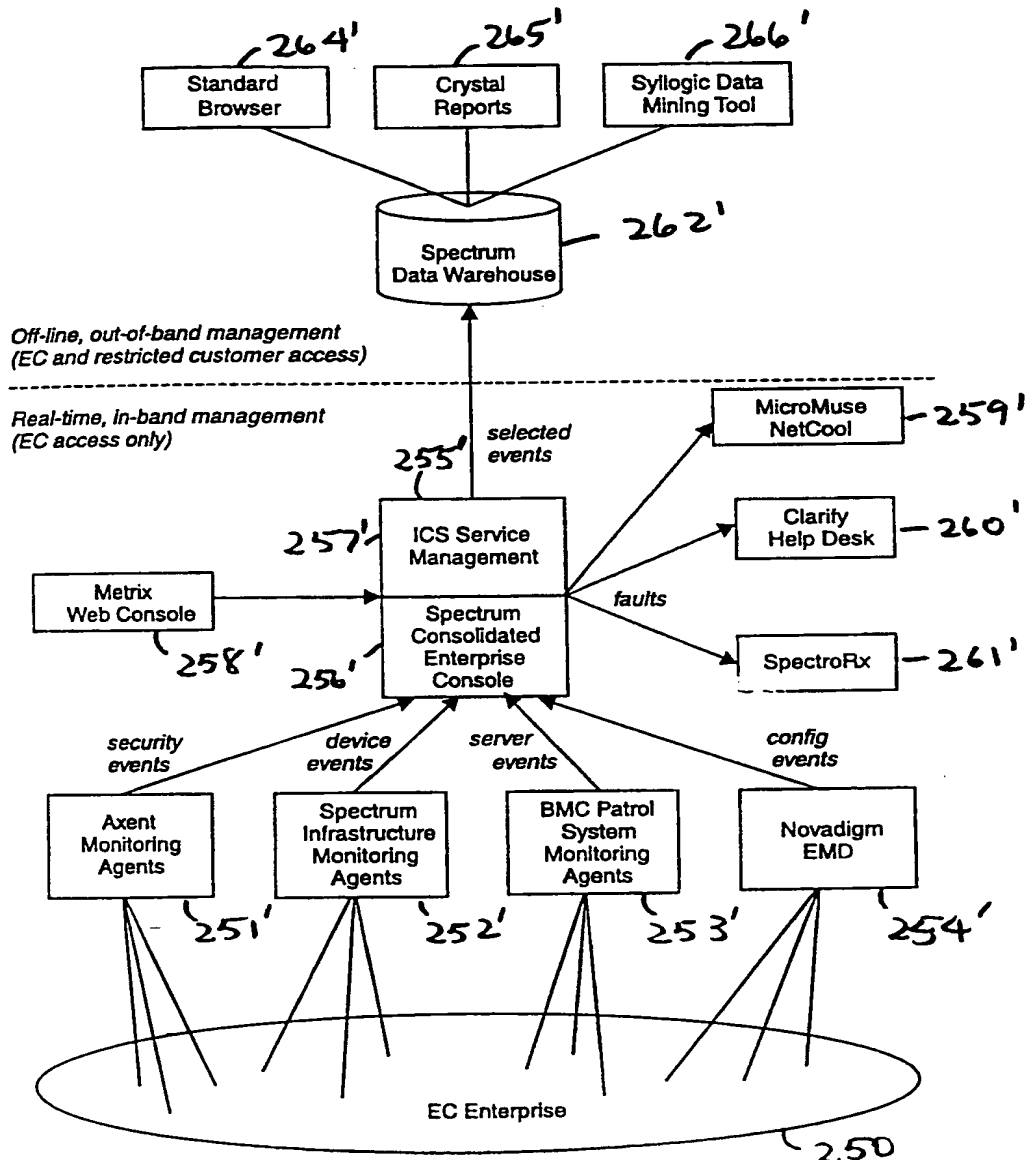 264'
265'
266'
Standard
Browser
Crystal
Reports
Syllogic Data
Mining Tool
262'
Spectrum
Data Warehouse
Off-line, out-of-band management
(EC and restricted customer access)
Real-time, in-band management
(EC access only)
selected
events
MicroMuse
NetCool
259'
255'
257'
ICS Service
Management
Clarify
Help Desk
260'
Metrix
Web Console
258'
faults
Spectrum
Consolidated
Enterprise
Console
256'
SpectroRx
261'
security
events
device
events
server
events
config
events
Axent
Monitoring
Agents
Spectrum
Infrastructure
Monitoring
Agents
BMC Patrol
System
Monitoring
Agents
Novadigm
EMD
251'
252'
253'
254'
EC Enterprise
250